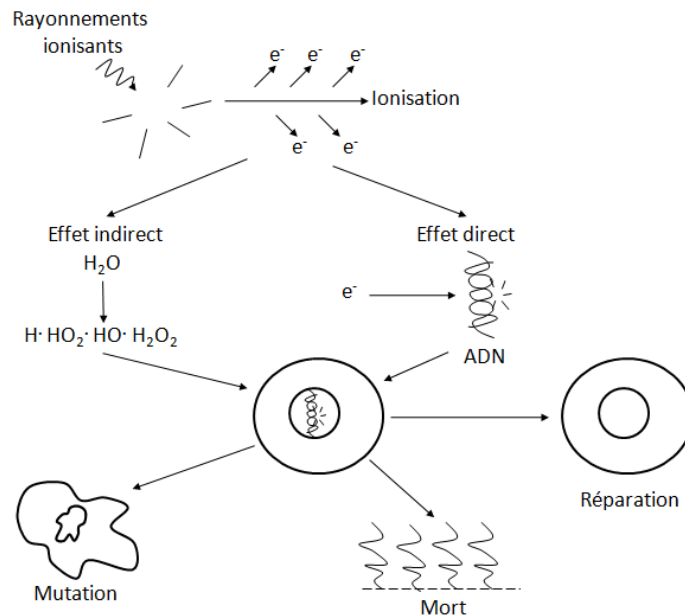 Rayonnements
ionisants
e- e- e-
Ionisation
e- e-
Effet indirect
H₂O
Effet direct
e-
H· HO₂· HO· H₂O₂
ADN
Réparation
Mutation
Mort